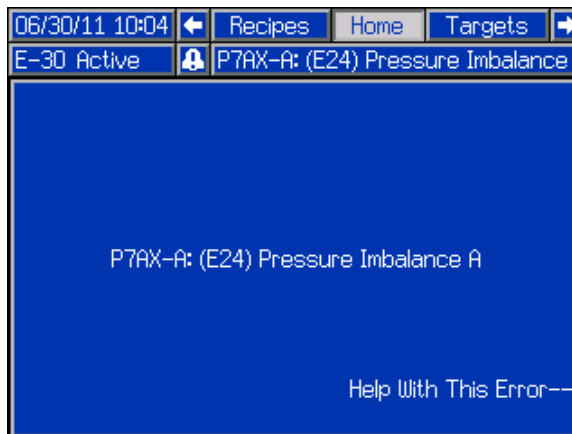 06/30/11 10:04 Recipes Home Targets
E-30 Active P7AX-A: (E24) Pressure Imbalance
P7AX-A: (E24) Pressure Imbalance A
Help With This Error--